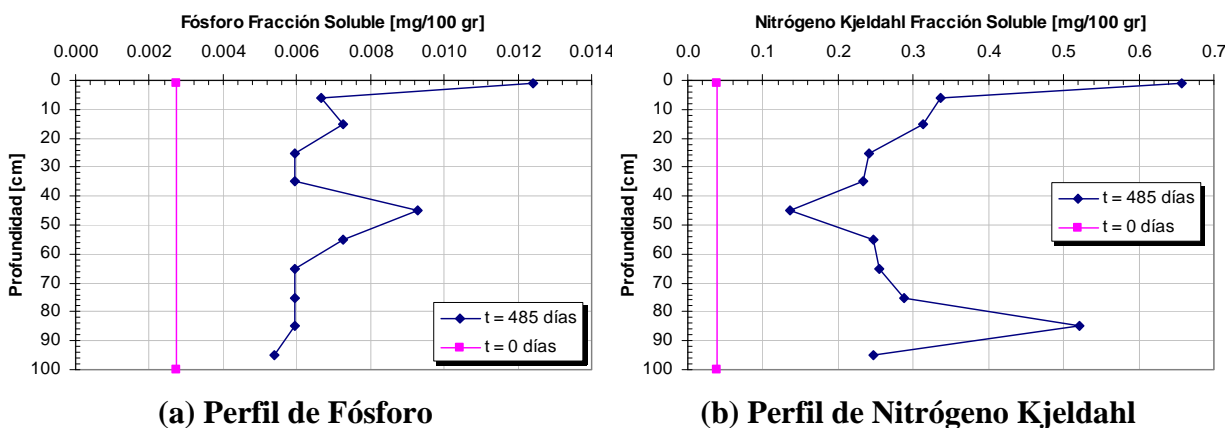 Fósforo Fracción Soluble [mg/100 gr]
0.000 0.002 0.004 0.006 0.008 0.010 0.012 0.014
Profundidad [cm]
0
10
20
30
40
50
60
70
80
90
100
t = 485 días
t = 0 días
(a) Perfil de Fósforo
Nitrógeno Kjeldahl Fracción Soluble [mg/100 gr]
0.0 0.1 0.2 0.3 0.4 0.5 0.6 0.7
Profundidad [cm]
0
10
20
30
40
50
60
70
80
90
100
t = 485 días
t = 0 días
(b) Perfil de Nitrógeno Kjeldahl